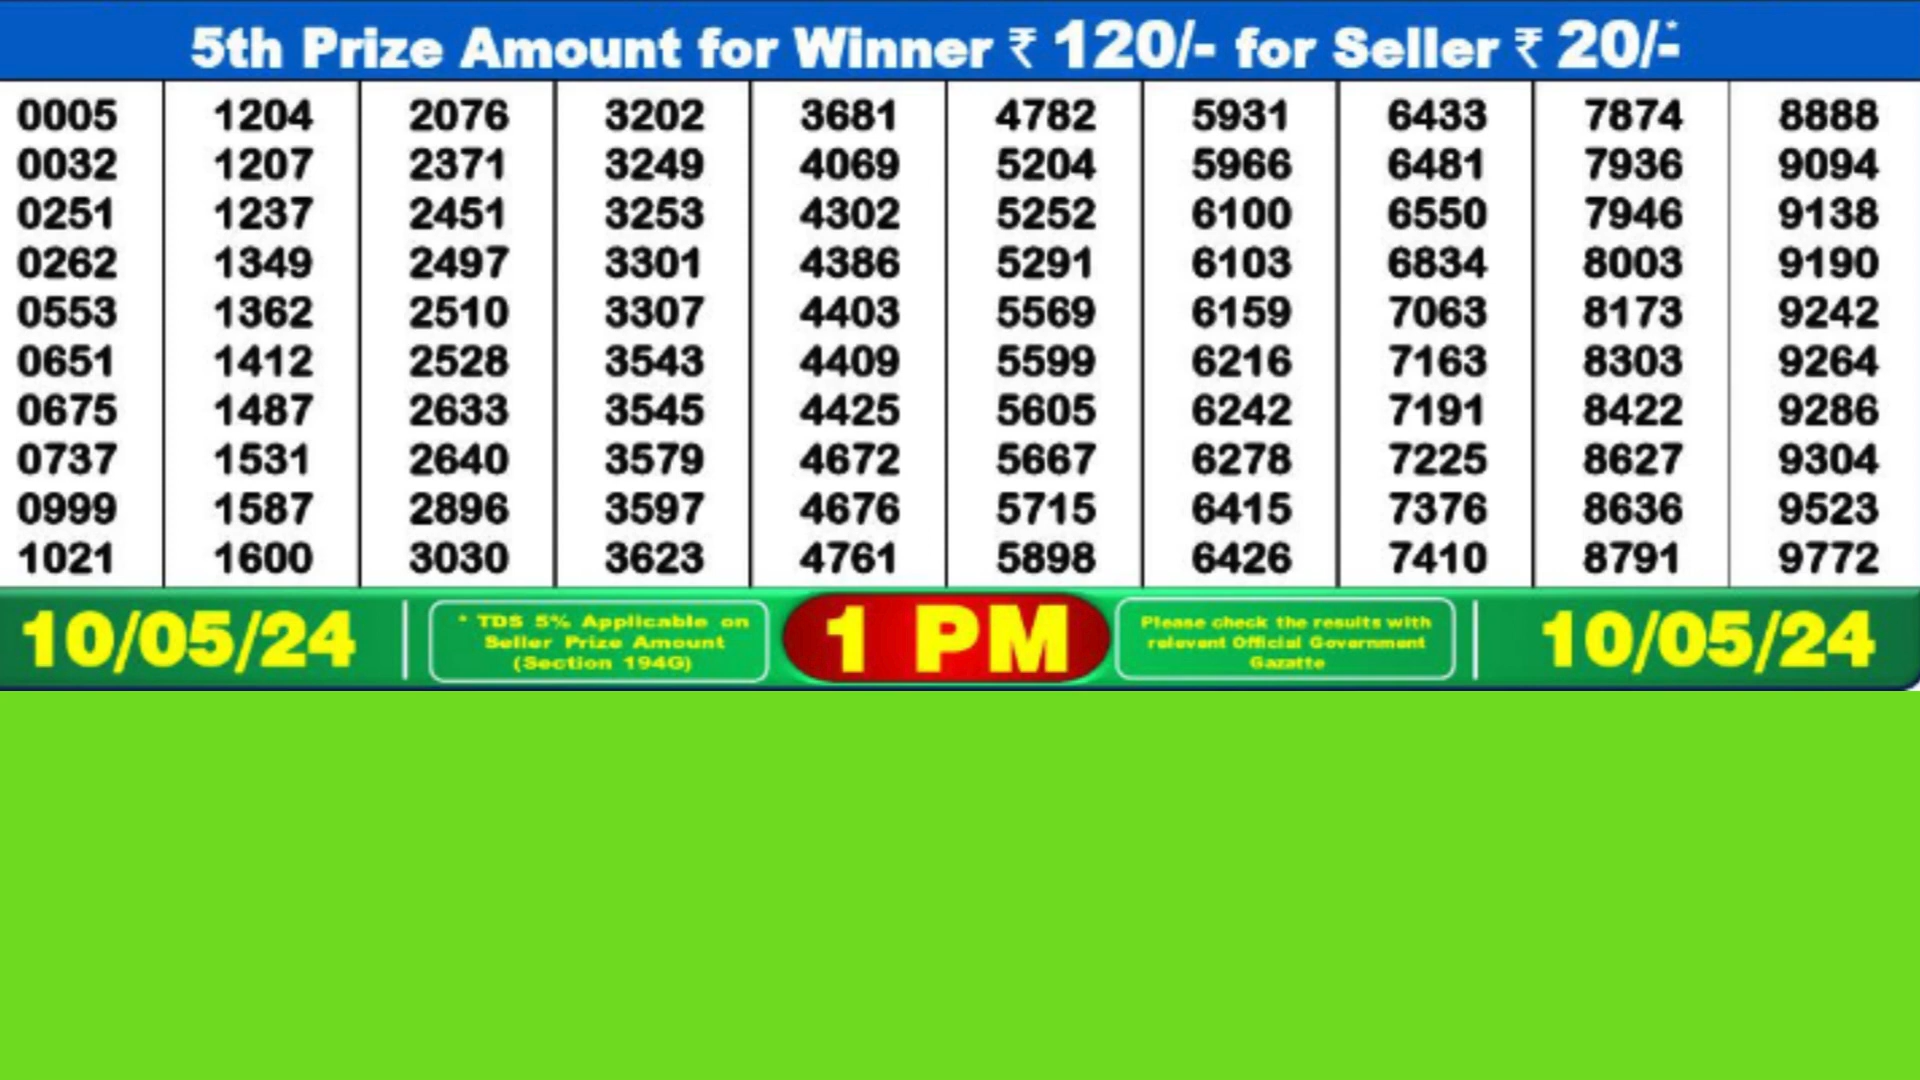 5th Prize Amount for Winner ₹ 120/- for Seller ₹ 20/-*
0005 1204 2076 3202 3681 4782 5931 6433 7874 8888
0032 1207 2371 3249 4069 5204 5966 6481 7936 9094
0251 1237 2451 3253 4302 5252 6100 6550 7946 9138
0262 1349 2497 3301 4386 5291 6103 6834 8003 9190
0553 1362 2510 3307 4403 5569 6159 7063 8173 9242
0651 1412 2528 3543 4409 5599 6216 7163 8303 9264
0675 1487 2633 3545 4425 5605 6242 7191 8422 9286
0737 1531 2640 3579 4672 5667 6278 7225 8627 9304
0999 1587 2896 3597 4676 5715 6415 7376 8636 9523
1021 1600 3030 3623 4761 5898 6426 7410 8791 9772
10/05/24
* TDS 5% Applicable on
Seller Prize Amount
(Section 194G)
1 PM
Please check the results with
relevent Official Government
Gazatte
10/05/24